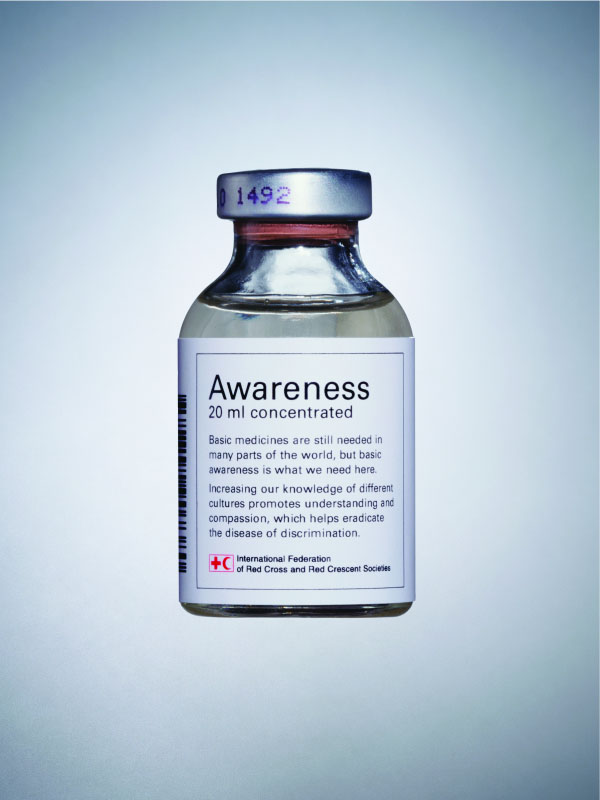 0 1492
Awareness
20 ml concentrated
Basic medicines are still needed in
many parts of the world, but basic
awareness is what we need here.
Increasing our knowledge of different
cultures promotes understanding and
compassion, which helps eradicate
the disease of discrimination.
International Federation
of Red Cross and Red Crescent Societies